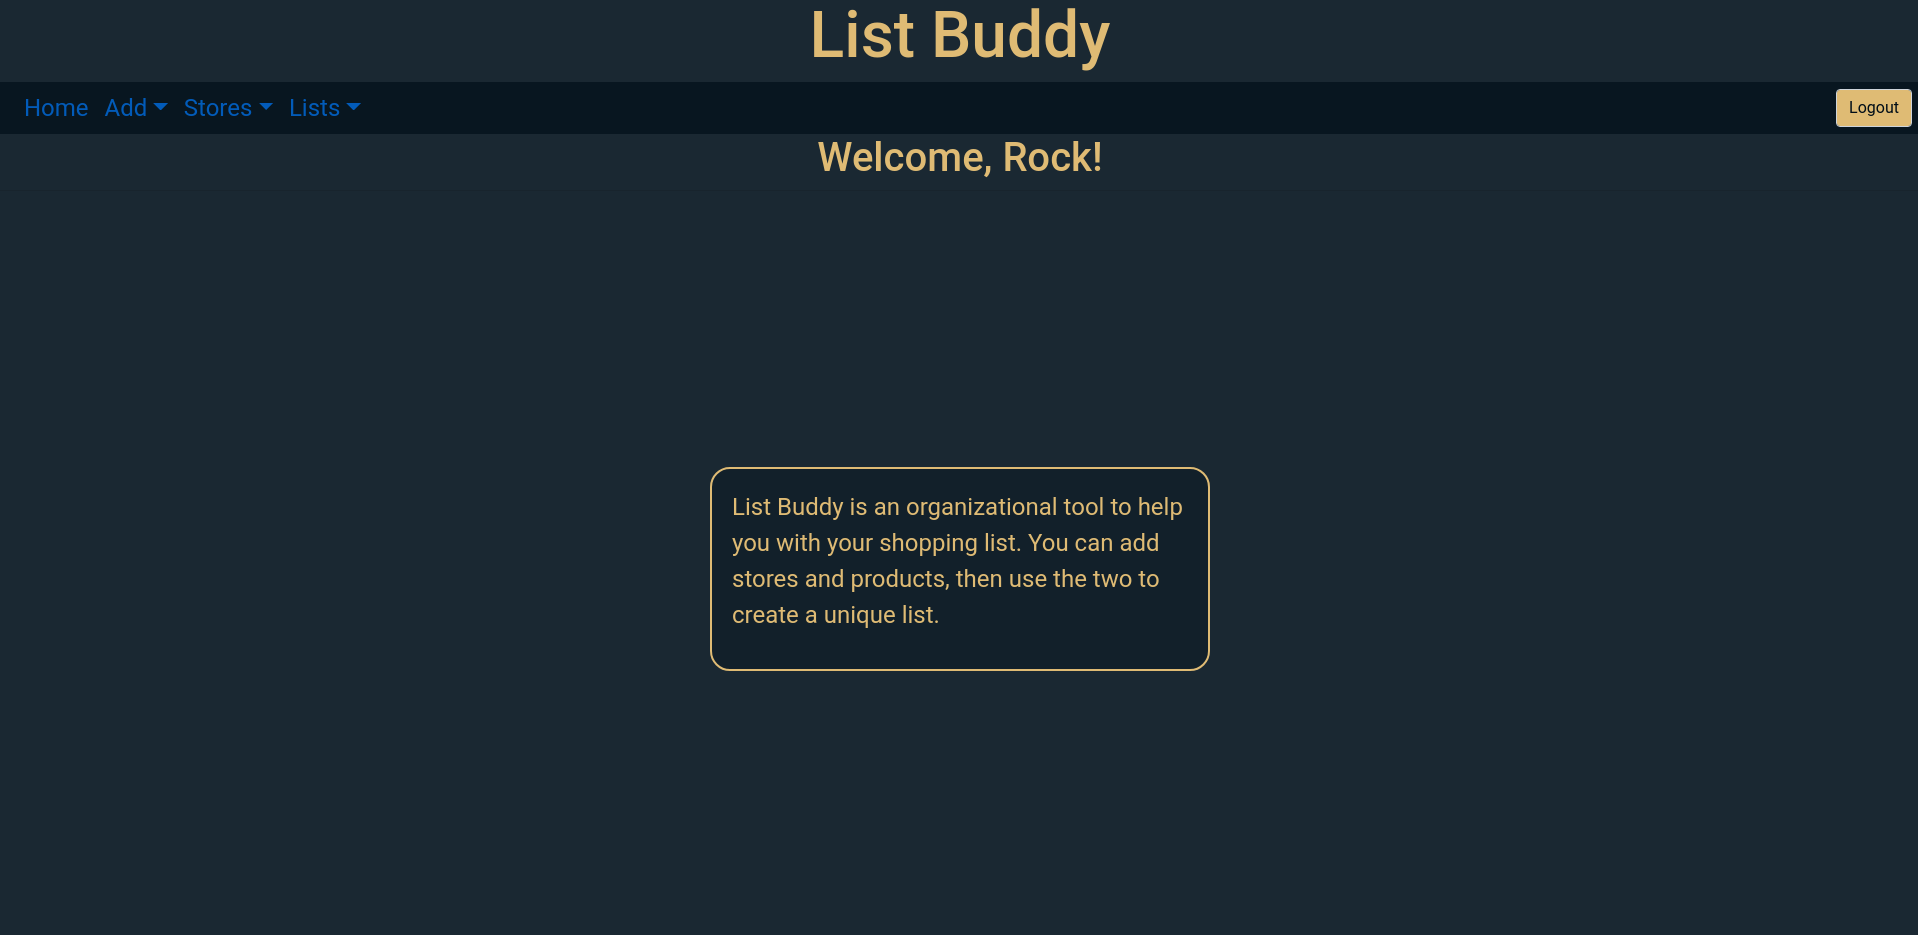 List Buddy
Home Add Stores Lists Logout
Welcome, Rock!
List Buddy is an organizational tool to help
you with your shopping list. You can add
stores and products, then use the two to
create a unique list.